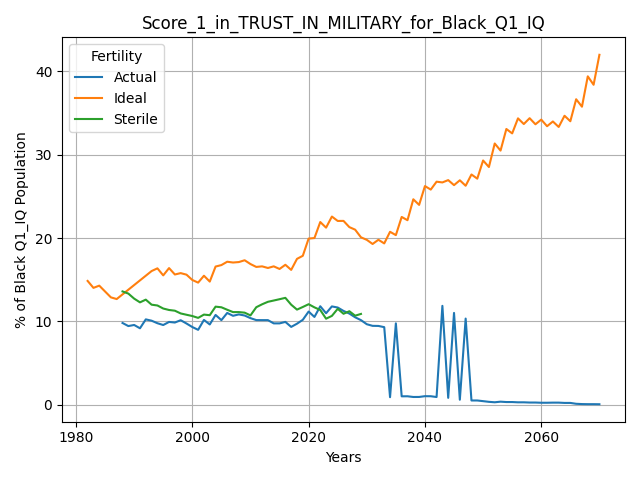 Score_1_in_TRUST_IN_MILITARY_for_Black_Q1_IQ
Fertility
Actual
Ideal
Sterile
% of Black Q1_IQ Population
40
30
20
10
0
1980
2000
2020
2040
2060
Years